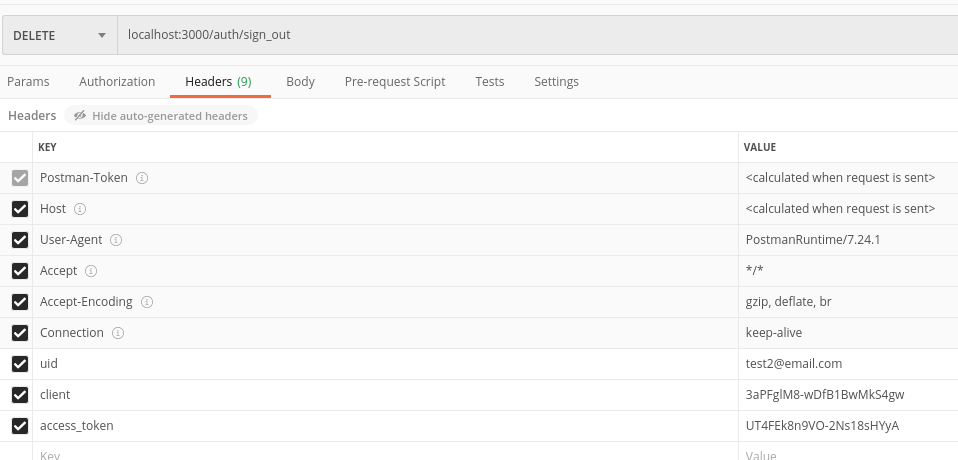 DELETE localhost:3000/auth/sign_out
Params Authorization Headers (9) Body Pre-request Script Tests Settings
Headers Hide auto-generated headers
KEY VALUE
Postman-Token <calculated when request is sent>
Host <calculated when request is sent>
User-Agent PostmanRuntime/7.24.1
Accept */*
Accept-Encoding gzip, deflate, br
Connection keep-alive
uid test2@email.com
client 3aPFglM8-wDfB1BwMkS4gw
access_token UT4FEk8n9VO-2Ns18sHYyA
Key Value